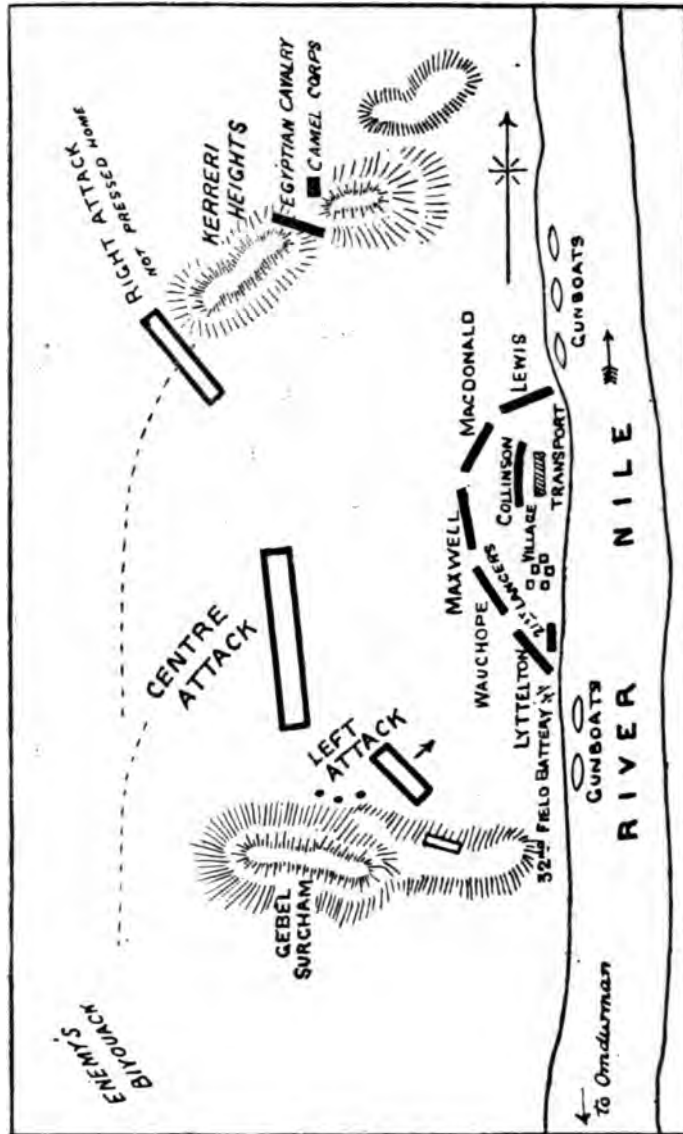 RIGHT ATTACK
NOT PRESSED HOME
KERRERI
HEIGHTS
EGYPTIAN CAVALRY
CAMEL CORPS
CENTRE
ATTACK
LEFT
ATTACK
GEBEL
SURCHAM
ENEMY'S
BIVOUACK
MACDONALD
LEWIS
MAXWELL
COLLINSON
WAUCHOPE
21ST LANCERS
VILLAGE
TRANSPORT
LYTTELTON
32ND FIELD BATTERY
GUNBOATS
GUNBOATS
RIVER NILE
to Omdurman